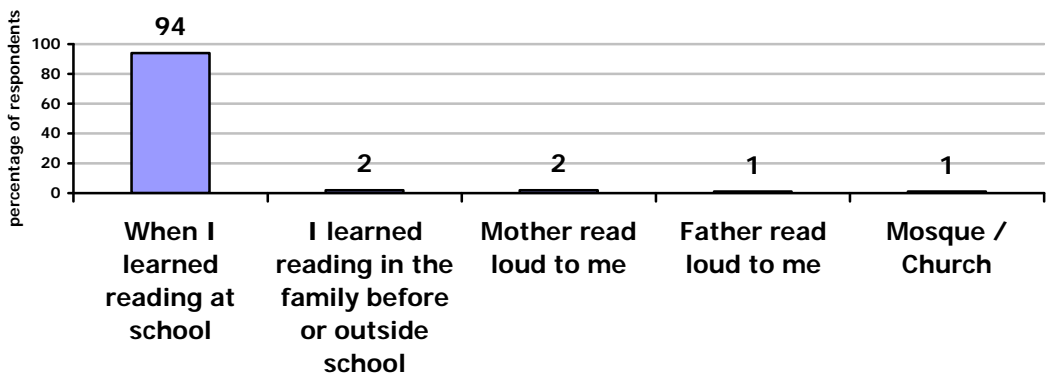 percentage of respondents
94
100
80
60
40
20
0
2
2
1
1
When I
learned
reading at
school
I learned
reading in the
family before
or outside
school
Mother read
loud to me
Father read
loud to me
Mosque /
Church